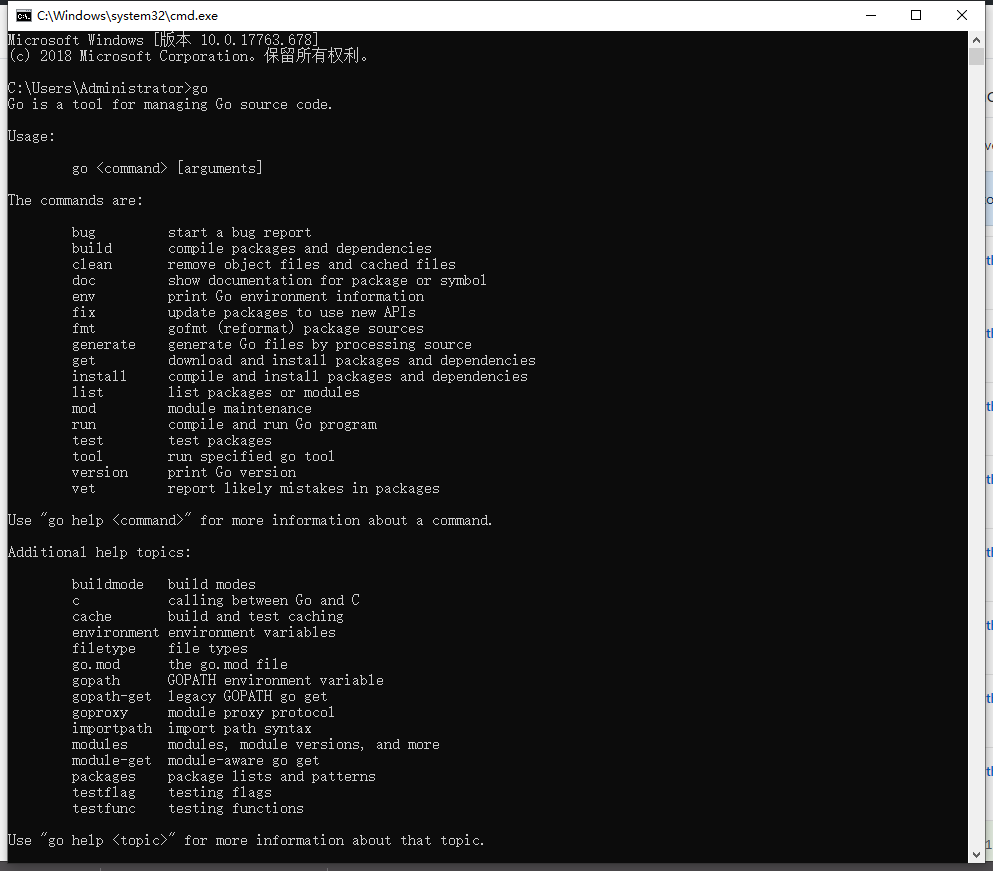 C:\Windows\system32\cmd.exe
Microsoft Windows [版本 10.0.17763.678]
(c) 2018 Microsoft Corporation。保留所有权利。
C:\Users\Administrator>go
Go is a tool for managing Go source code.
Usage:
go <command> [arguments]
The commands are:
bug start a bug report
build compile packages and dependencies
clean remove object files and cached files
doc show documentation for package or symbol
env print Go environment information
fix update packages to use new APIs
fmt gofmt (reformat) package sources
generate generate Go files by processing source
get download and install packages and dependencies
install compile and install packages and dependencies
list list packages or modules
mod module maintenance
run compile and run Go program
test test packages
tool run specified go tool
version print Go version
vet report likely mistakes in packages
Use "go help <command>" for more information about a command.
Additional help topics:
buildmode build modes
c calling between Go and C
cache build and test caching
environment environment variables
filetype file types
go.mod the go.mod file
gopath GOPATH environment variable
gopath-get legacy GOPATH go get
goproxy module proxy protocol
importpath import path syntax
modules modules, module versions, and more
module-get module-aware go get
packages package lists and patterns
testflag testing flags
testfunc testing functions
Use "go help <topic>" for more information about that topic.